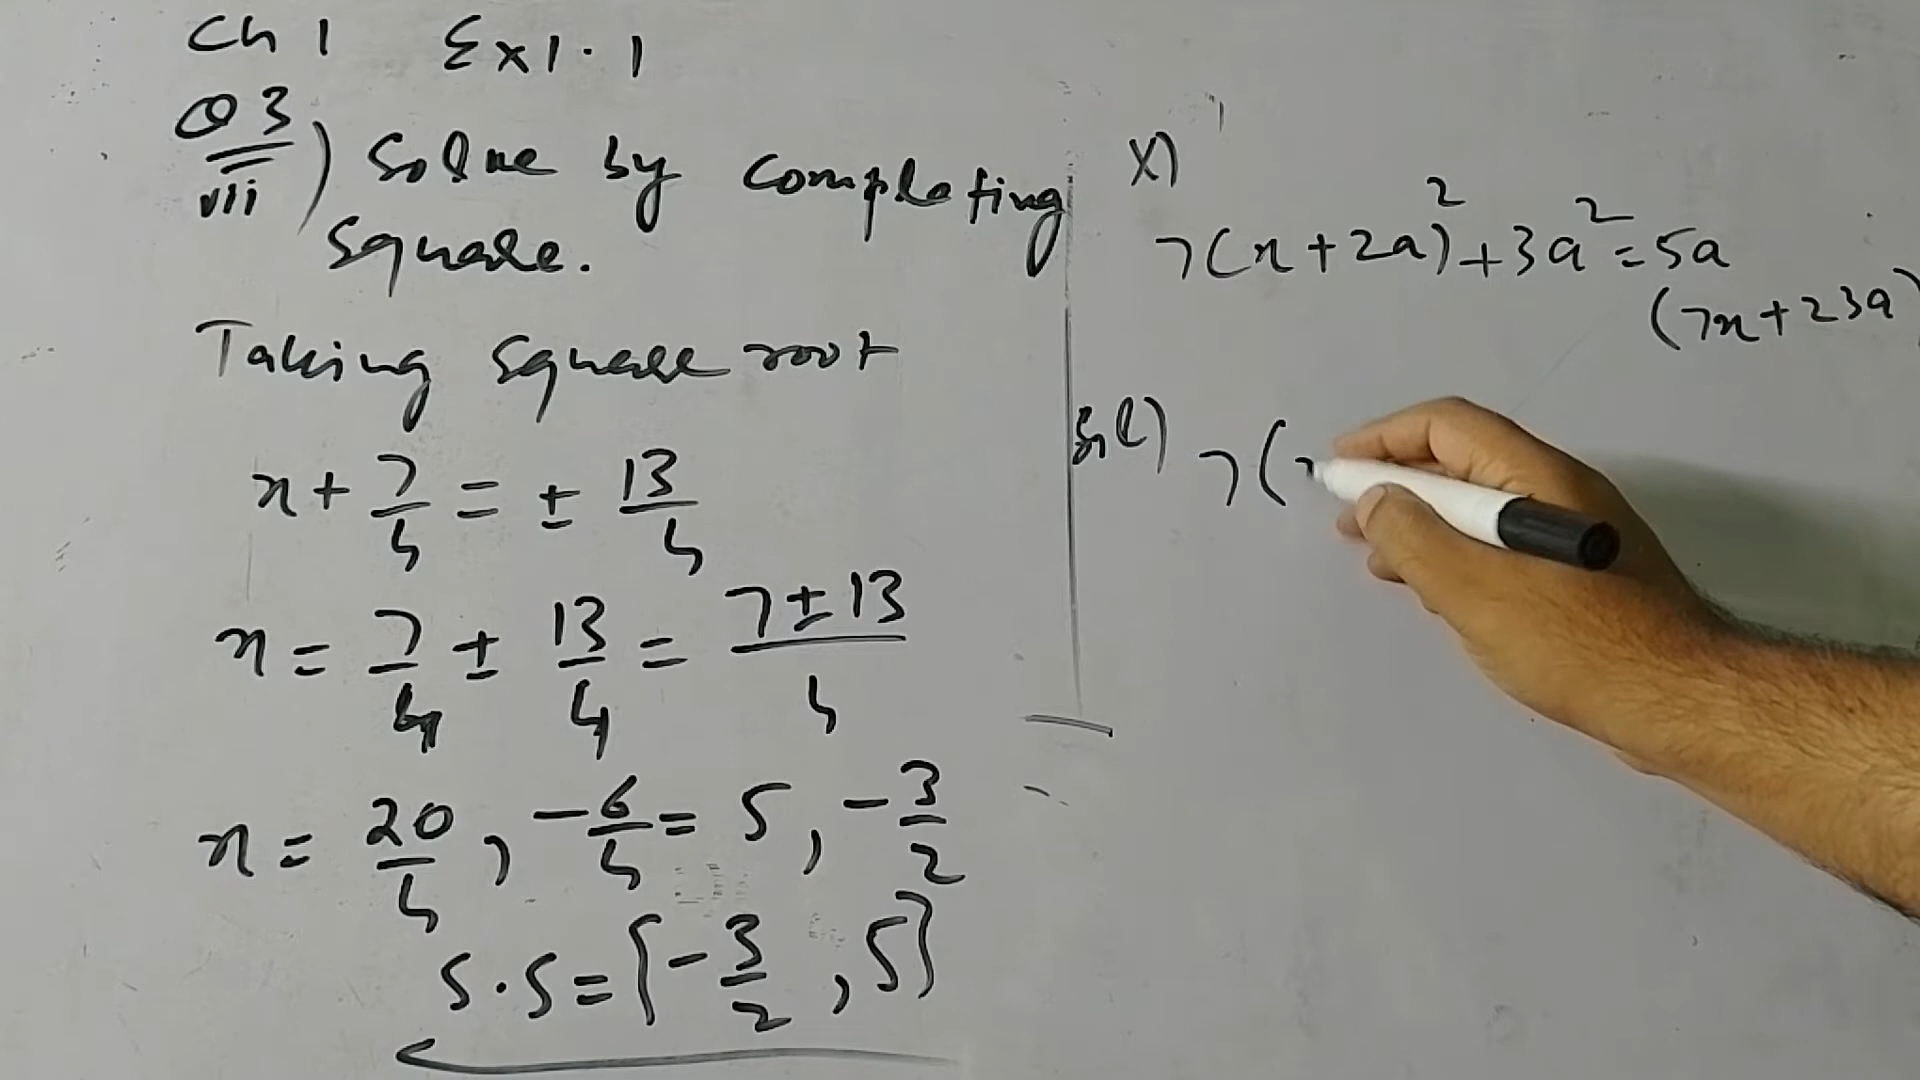 Ch 1 Ex 1.1
Q3
vii) Solve by completing
square.
Taking square root
x + 7/4 = ± 13/4
x = 7/4 ± 13/4 = (7 ± 13)/4
x = 20/4 , -6/4 = 5 , -3/2
S.S = {-3/2 , 5}
x)
7(x+2a)² + 3a² = 5a
(7x+23a)
Sol) 7(x